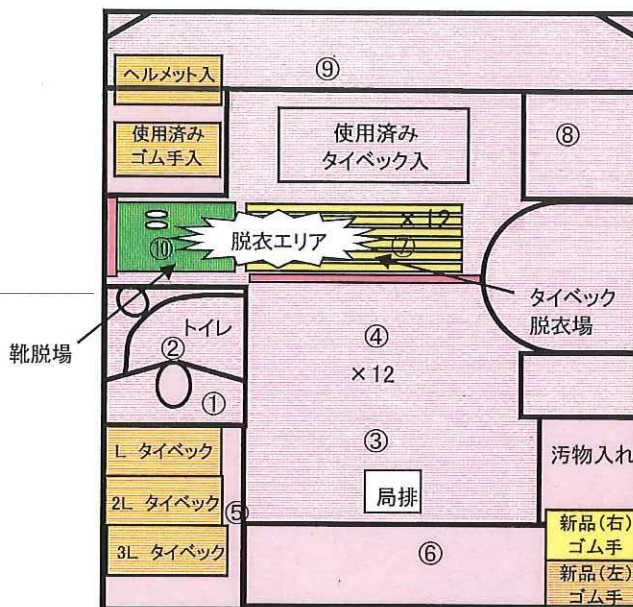 ⑨
ヘルメット入
使用済み
ゴム手入
使用済み
タイベック入
⑧
×12
⑩
脱衣エリア
⑦
タイベック
脱衣場
靴脱場
トイレ
②
①
④
×12
③
局排
汚物入れ
L タイベック
2L タイベック
3L タイベック
⑤
⑥
新品(右)
ゴム手
新品(左)
ゴム手